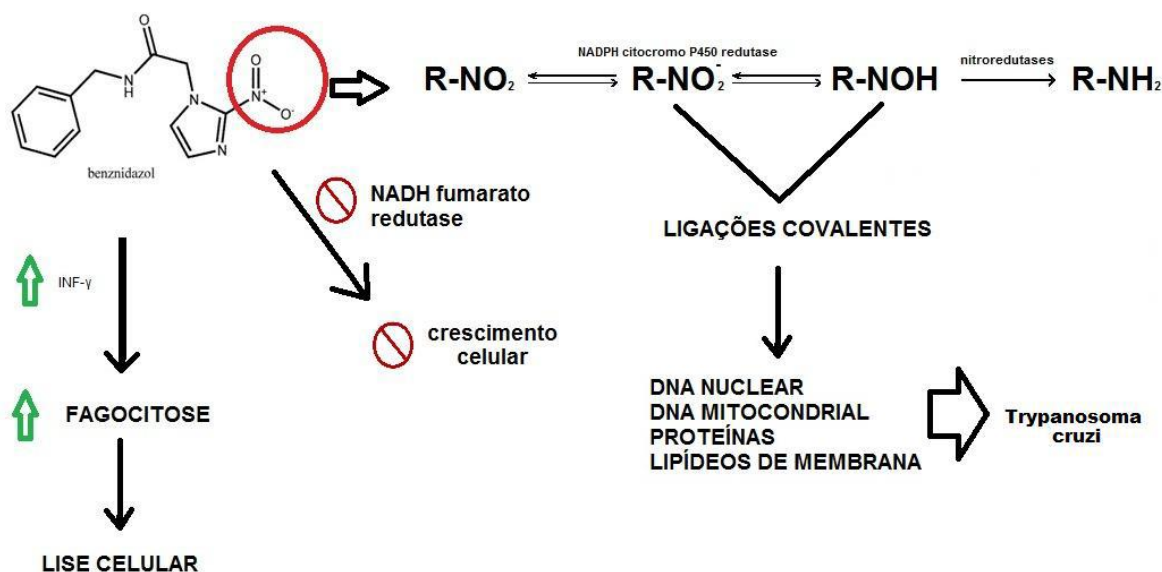 O
N
H
N
N
N⁺
O
O⁻
benznidazol
R-NO₂
NADPH citocromo P450 redutase
R-NO₂⁻
R-NOH
nitroredutases
R-NH₂
NADH fumarato
redutase
crescimento
celular
INF-γ
FAGOCITOSE
LISE CELULAR
LIGAÇÕES COVALENTES
DNA NUCLEAR
DNA MITOCONDRIAL
PROTEÍNAS
LIPÍDEOS DE MEMBRANA
Trypanosoma
cruzi